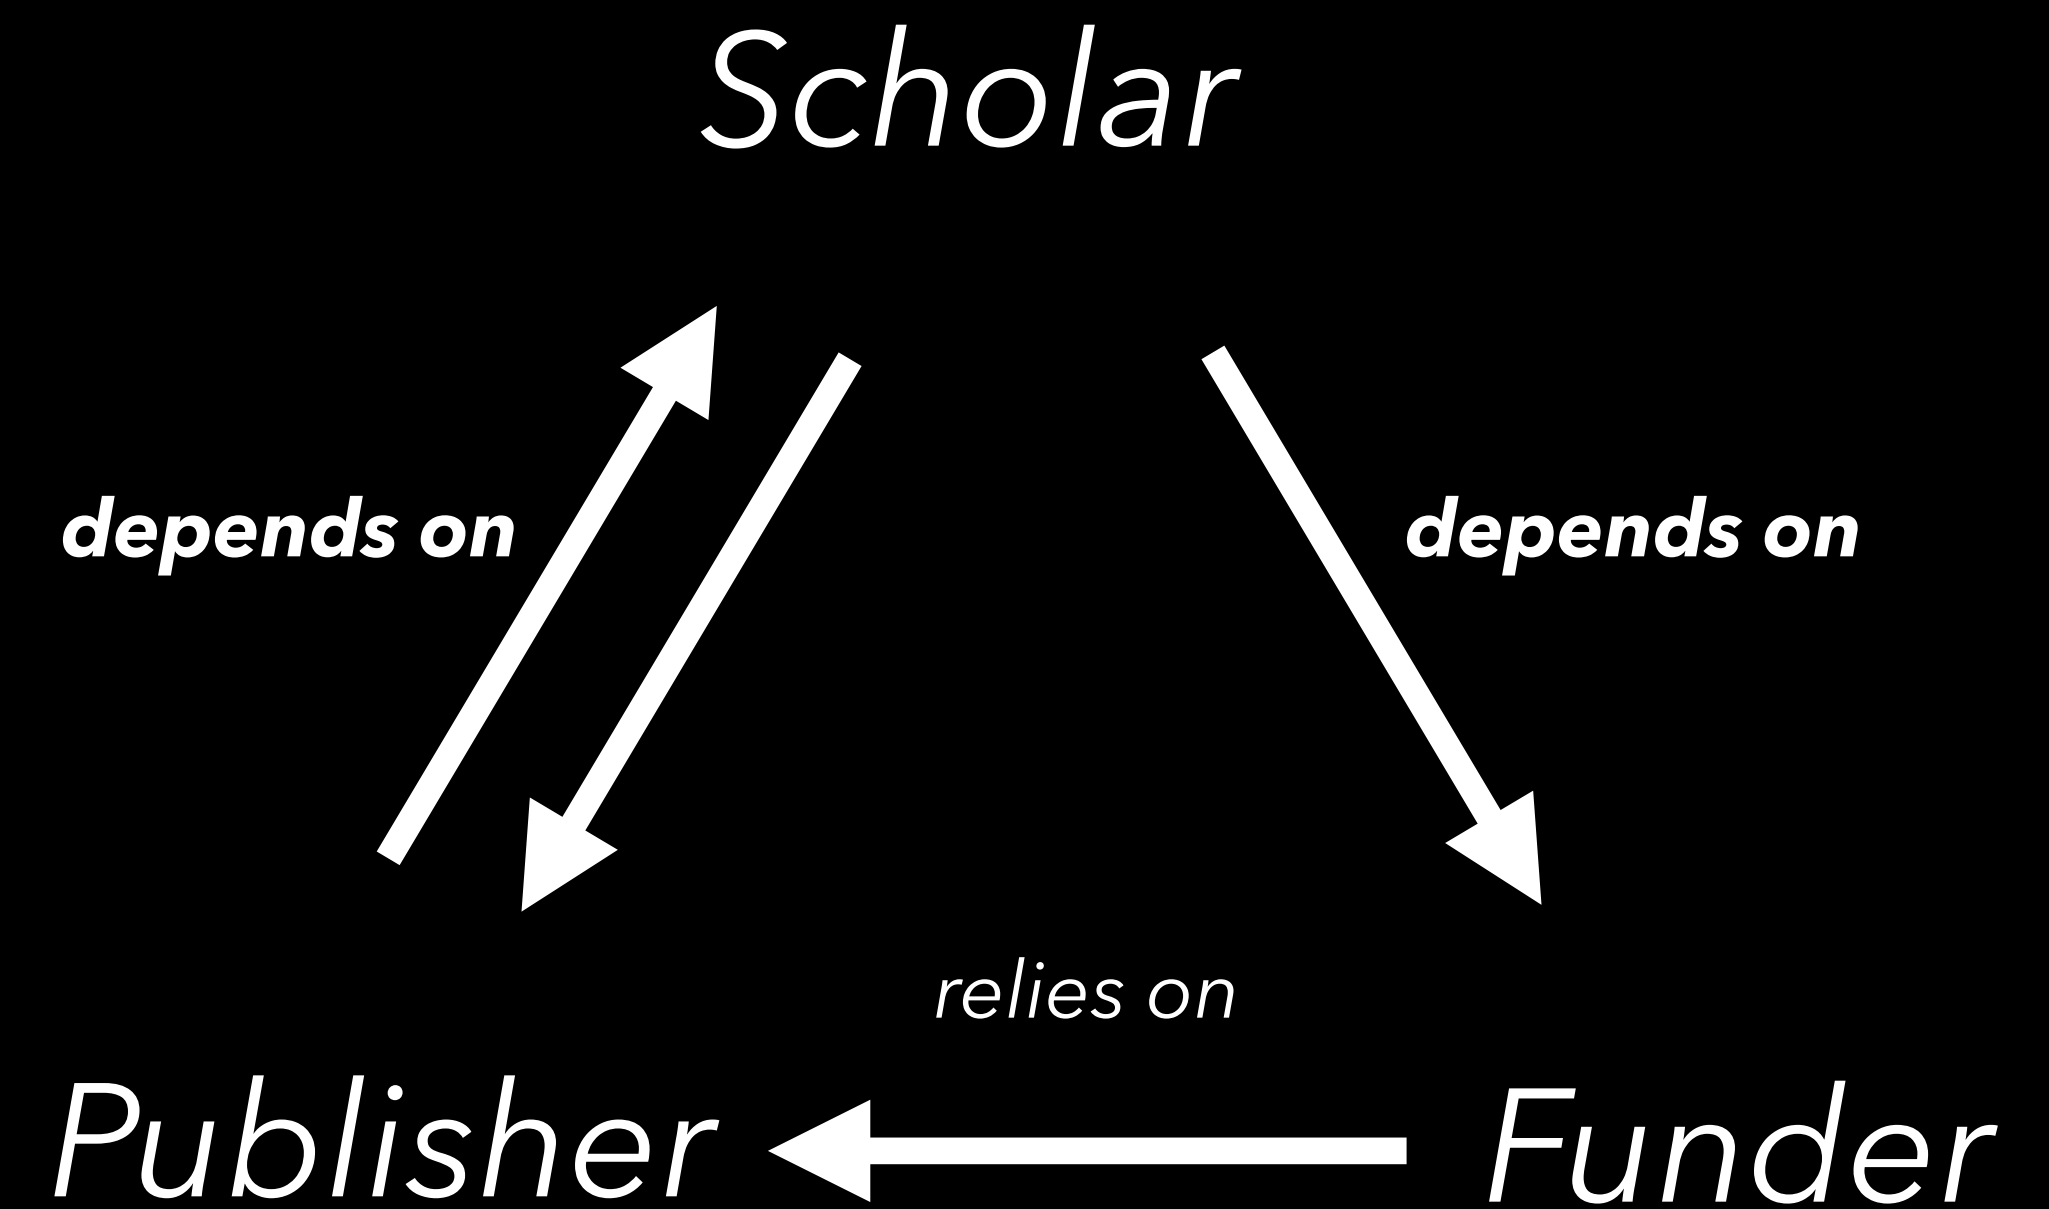 Scholar
depends on
depends on
relies on
Publisher
Funder